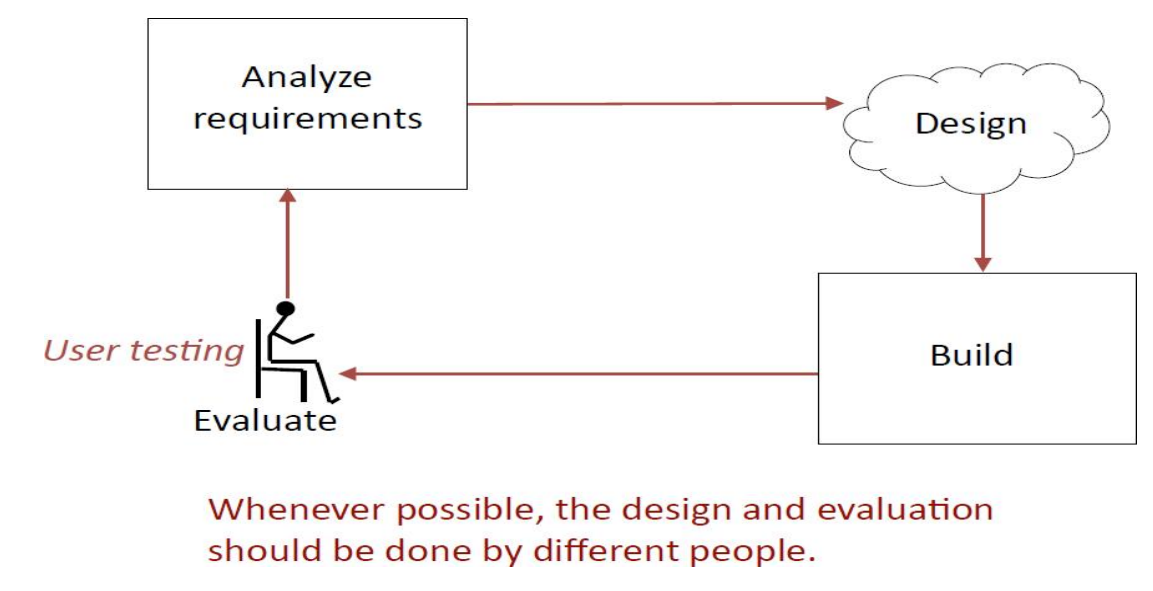 Analyze
requirements
Design
User testing
Evaluate
Build
Whenever possible, the design and evaluation
should be done by different people.